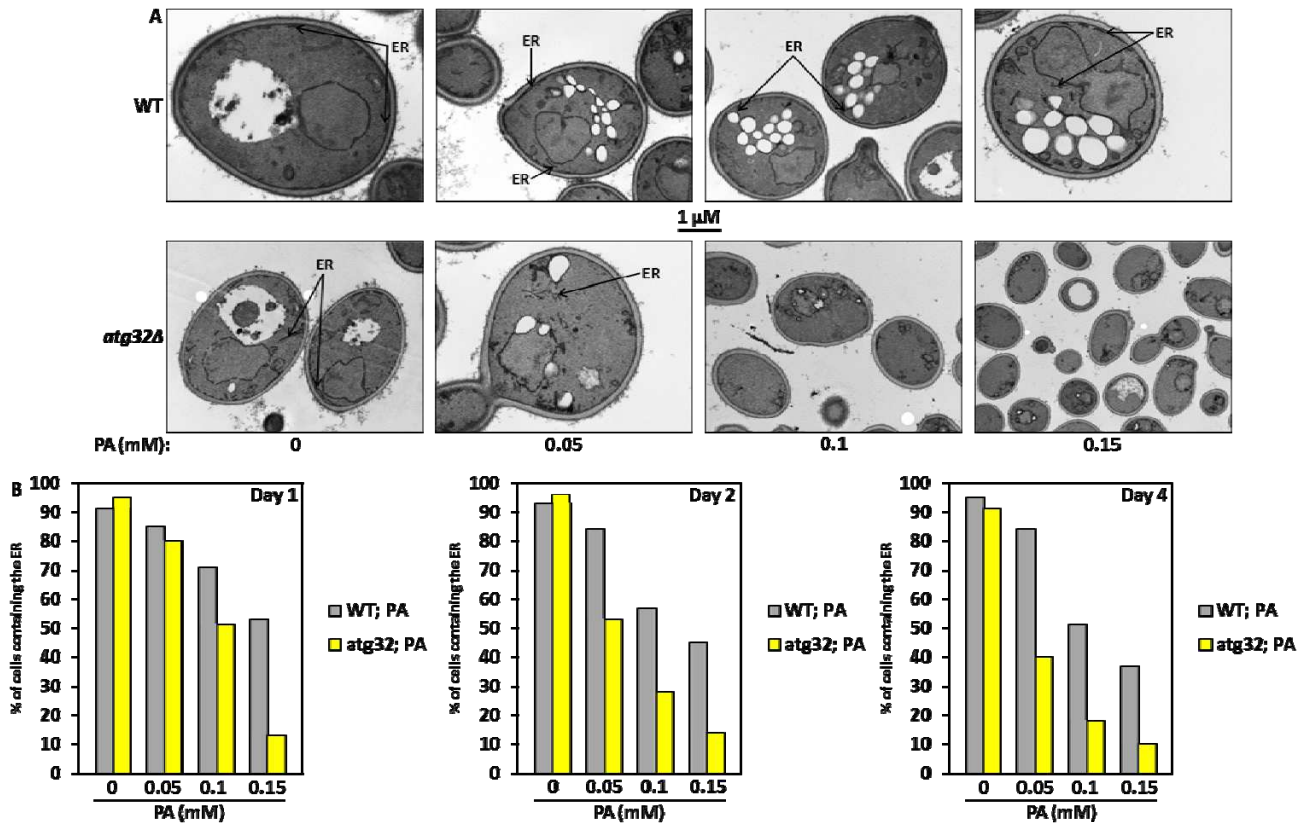 A
ER
ER
ER
ER
ER
WT
1 µM
ER
ER
atg32Δ
PA (mM):
0
0.05
0.1
0.15
B
% of cells containing the ER
100
90
80
70
60
50
40
30
20
10
0
Day 1
0
0.05
0.1
0.15
PA (mM)
WT; PA
atg32; PA
% of cells containing the ER
100
90
80
70
60
50
40
30
20
10
0
Day 2
0
0.05
0.1
0.15
PA (mM)
WT; PA
atg32; PA
% of cells containing the ER
100
90
80
70
60
50
40
30
20
10
0
Day 4
0
0.05
0.1
0.15
PA (mM)
WT; PA
atg32; PA